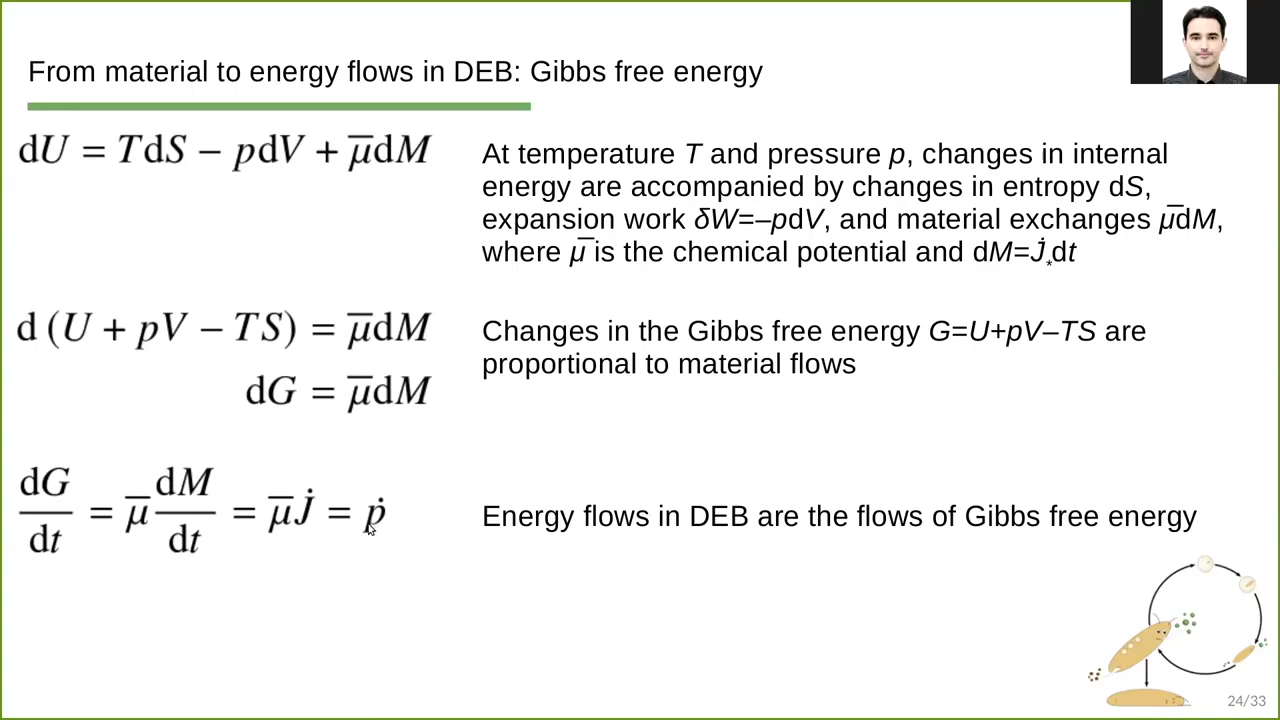 From material to energy flows in DEB: Gibbs free energy
dU = TdS − pdV + μ̅dM
At temperature T and pressure p, changes in internal
energy are accompanied by changes in entropy dS,
expansion work δW=–pdV, and material exchanges μ̅dM,
where μ̅ is the chemical potential and dM=J̇*dt
d (U + pV − TS) = μ̅dM
dG = μ̅dM
Changes in the Gibbs free energy G=U+pV–TS are
proportional to material flows
dG/dt = μ̅ dM/dt = μ̅J̇ = ṗ
Energy flows in DEB are the flows of Gibbs free energy
24/33